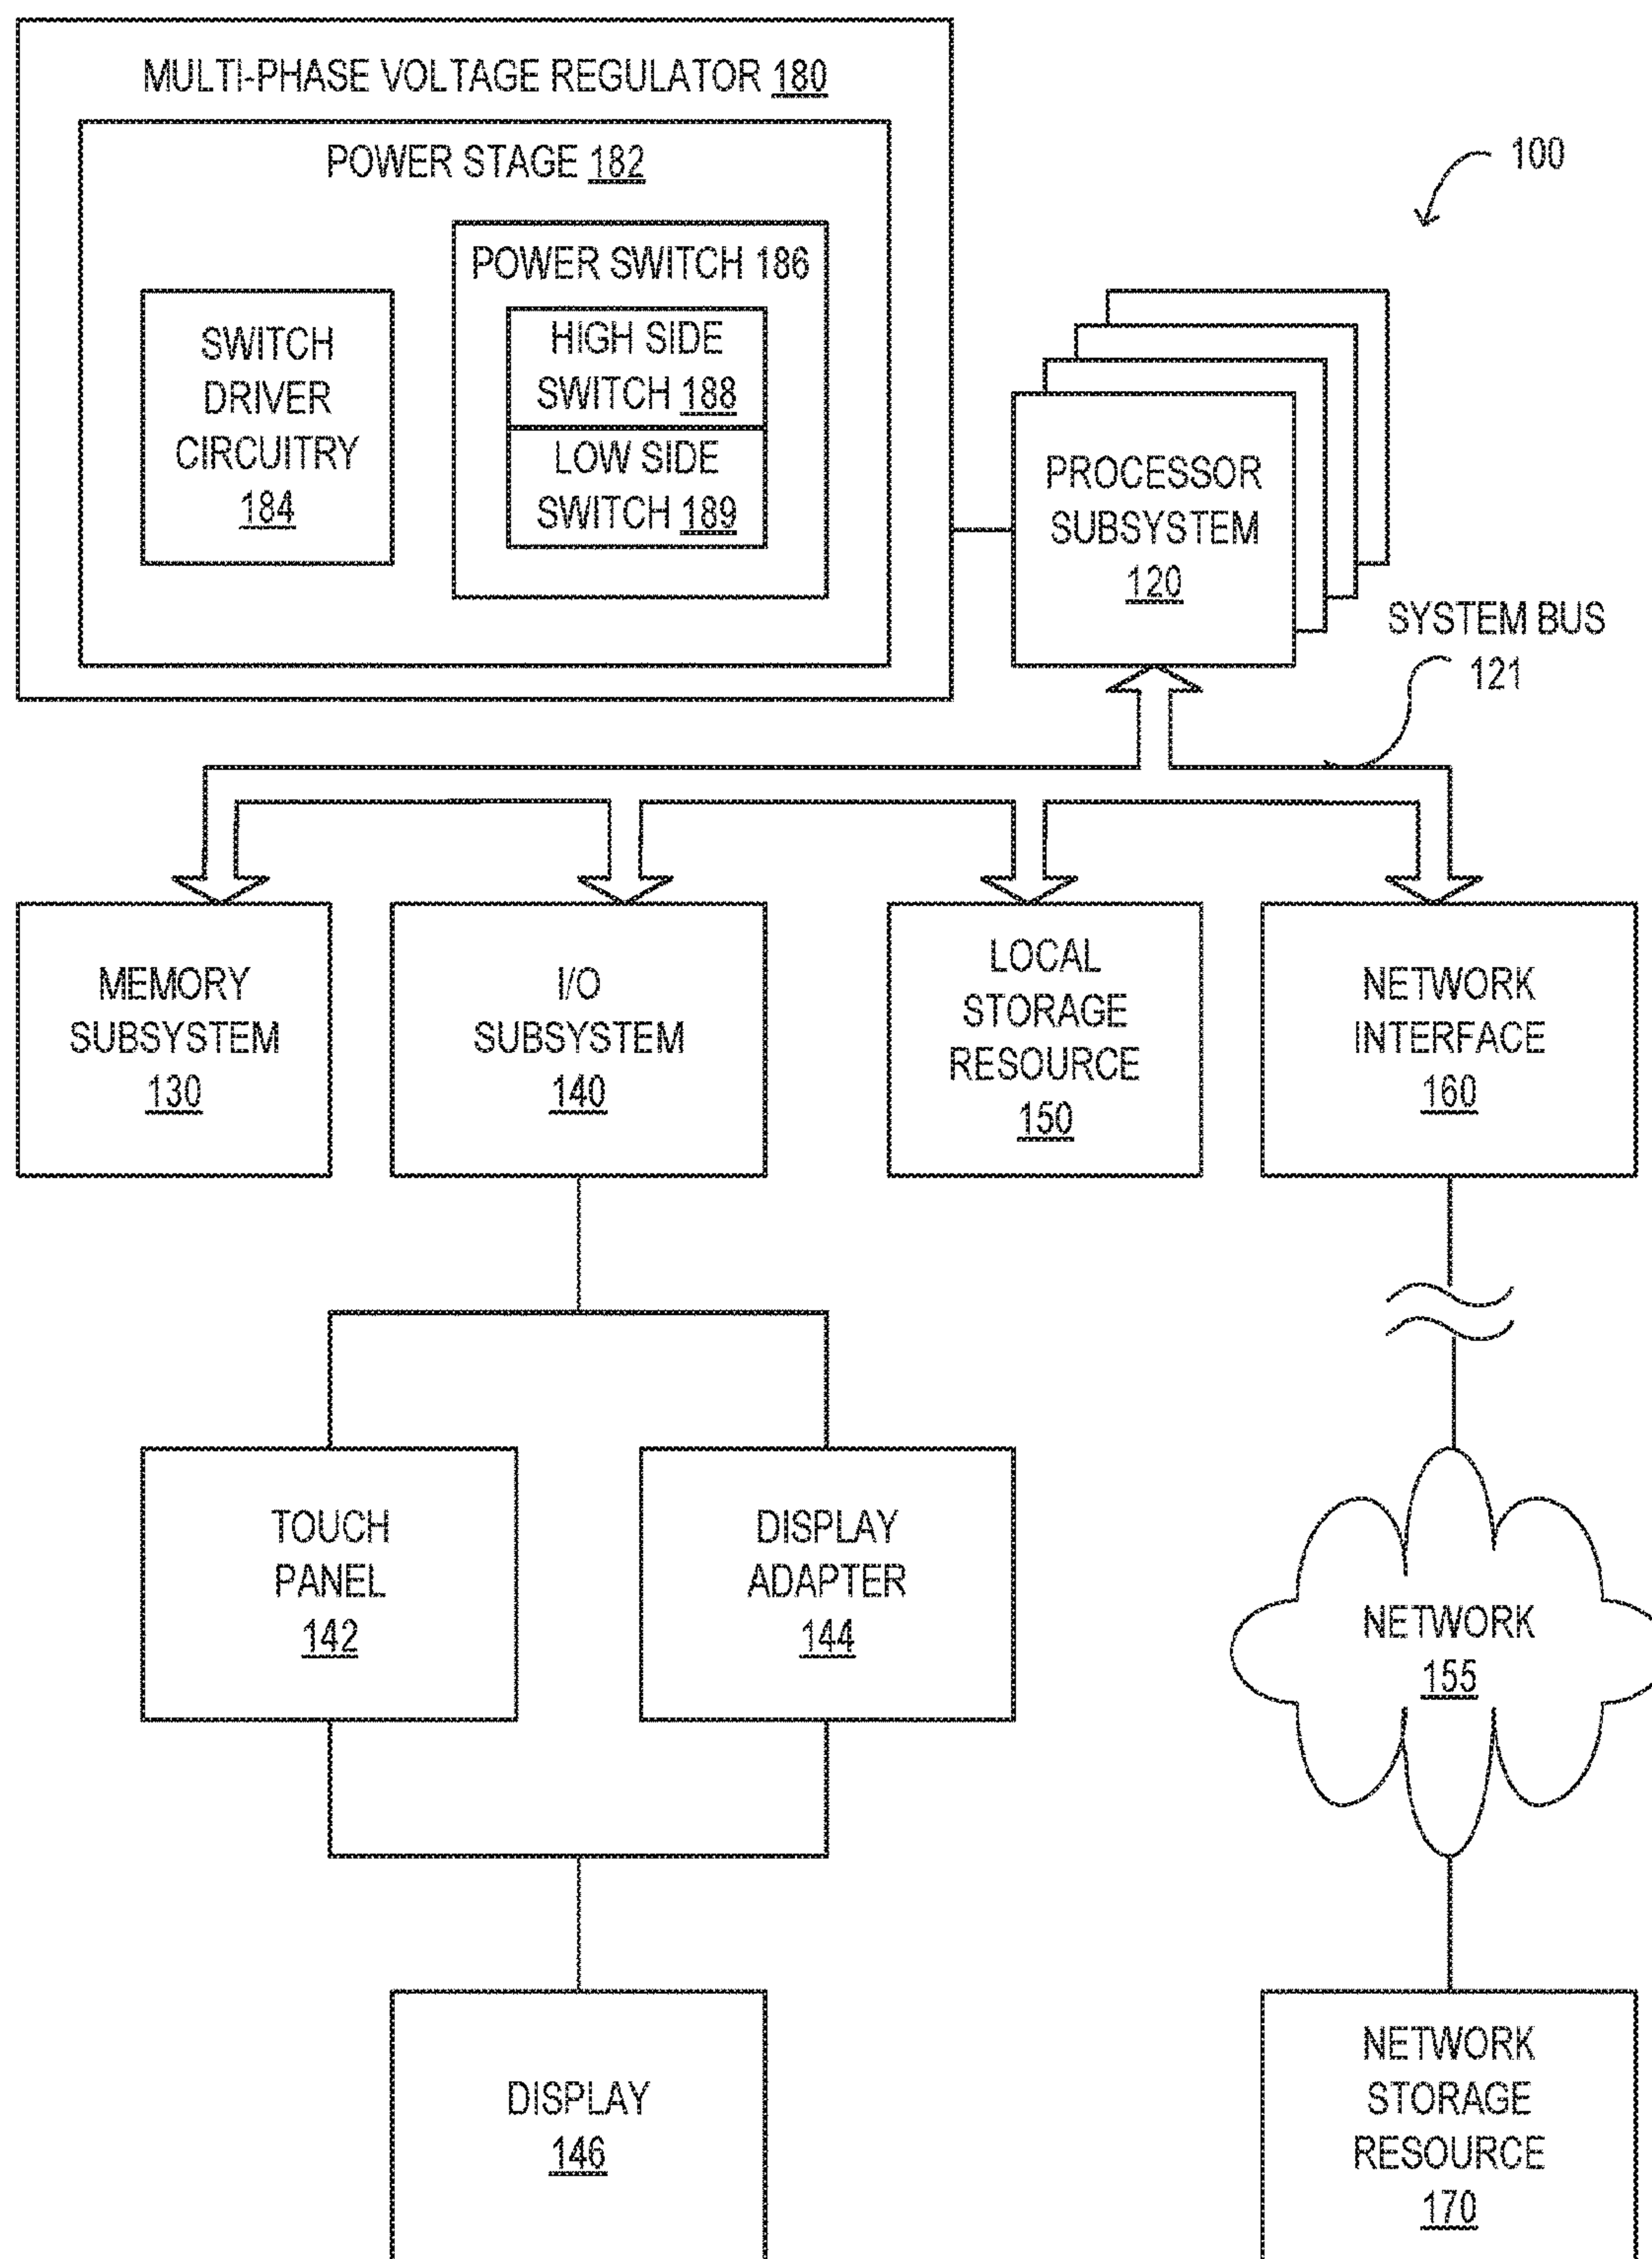 MULTI-PHASE VOLTAGE REGULATOR 180
POWER STAGE 182
100
POWER SWITCH 186
SWITCH
DRIVER
CIRCUITRY
184
HIGH SIDE
SWITCH 188
LOW SIDE
SWITCH 189
PROCESSOR
SUBSYSTEM
120
SYSTEM BUS
121
MEMORY
SUBSYSTEM
130
I/O
SUBSYSTEM
140
LOCAL
STORAGE
RESOURCE
150
NETWORK
INTERFACE
160
TOUCH
PANEL
142
DISPLAY
ADAPTER
144
NETWORK
155
DISPLAY
146
NETWORK
STORAGE
RESOURCE
170